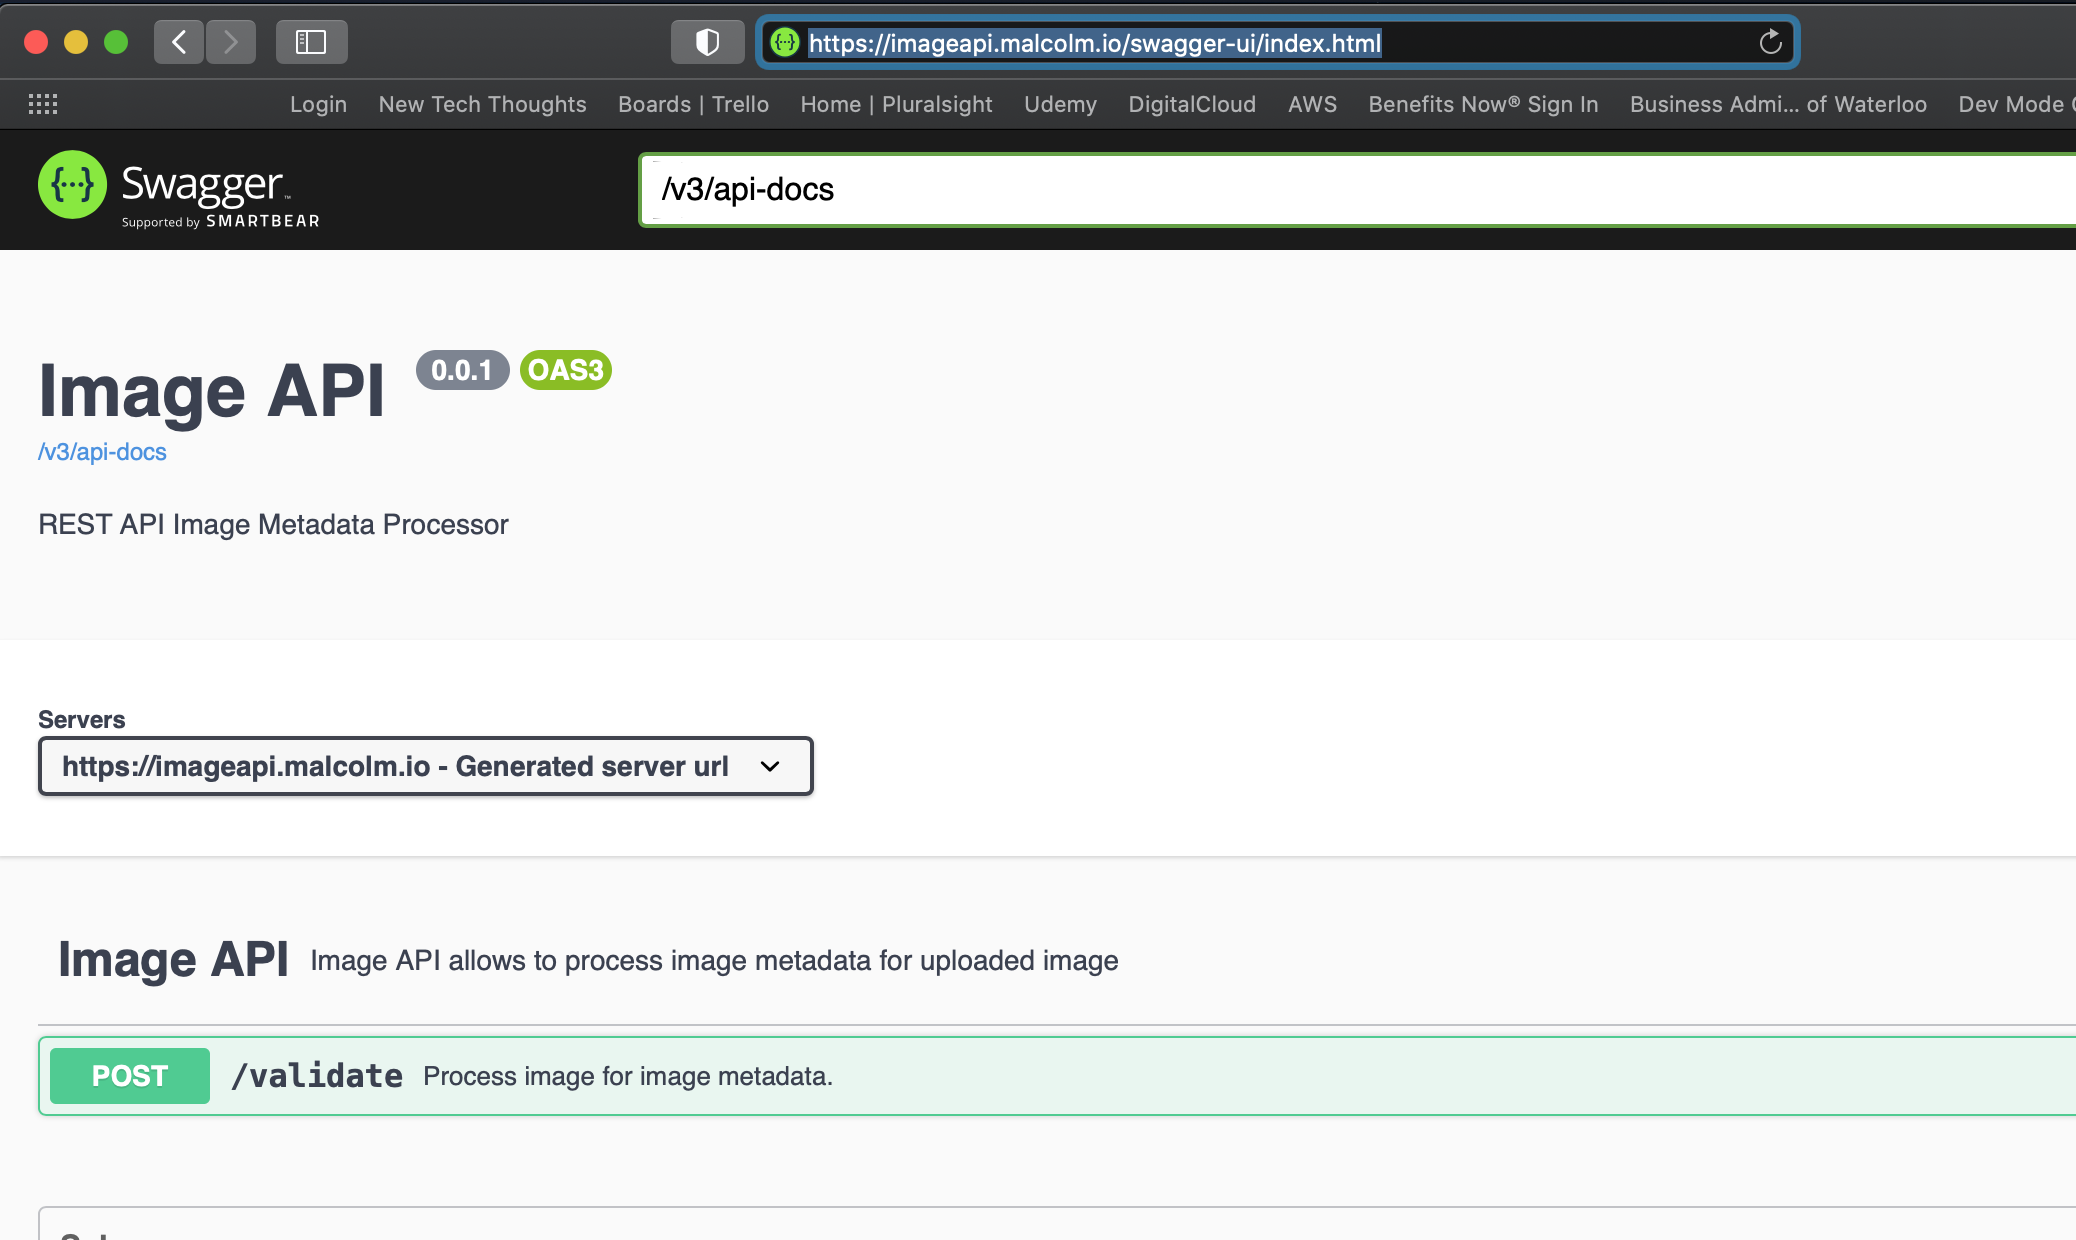 https://imageapi.malcolm.io/swagger-ui/index.html
Login New Tech Thoughts Boards | Trello Home | Pluralsight Udemy DigitalCloud AWS Benefits Now® Sign In Business Admi... of Waterloo Dev Mode
{···} Swagger™
Supported by SMARTBEAR
/v3/api-docs
Image API 0.0.1 OAS3
/v3/api-docs
REST API Image Metadata Processor
Servers
https://imageapi.malcolm.io - Generated server url
Image API Image API allows to process image metadata for uploaded image
POST /validate Process image for image metadata.